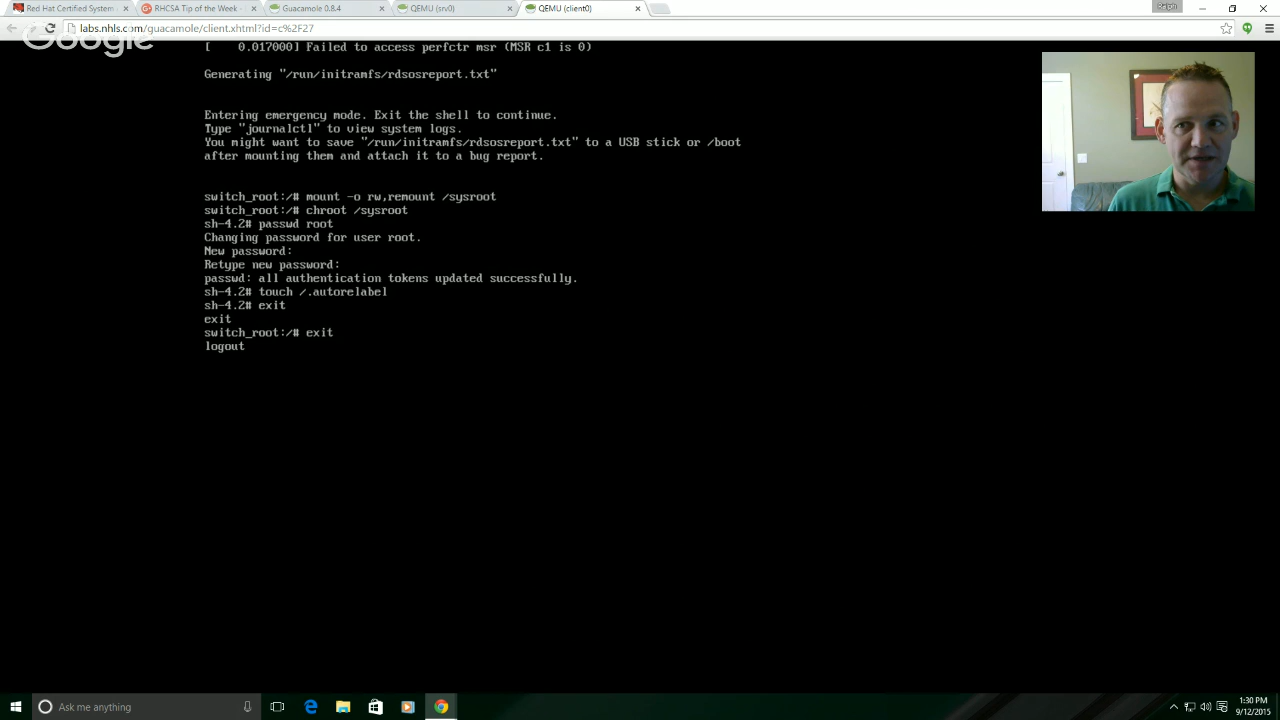 Red Hat Certified System
RHCSA Tip of the Week -
Guacamole 0.8.4
QEMU (srv0)
QEMU (client0)
Ralph
labs.nhls.com/guacamole/client.xhtml?id=c%2F27
Google
[    0.017000] Failed to access perfctr msr (MSR c1 is 0)
Generating "/run/initramfs/rdsosreport.txt"
Entering emergency mode. Exit the shell to continue.
Type "journalctl" to view system logs.
You might want to save "/run/initramfs/rdsosreport.txt" to a USB stick or /boot
after mounting them and attach it to a bug report.
switch_root:/# mount -o rw,remount /sysroot
switch_root:/# chroot /sysroot
sh-4.2# passwd root
Changing password for user root.
New password:
Retype new password:
passwd: all authentication tokens updated successfully.
sh-4.2# touch /.autorelabel
sh-4.2# exit
exit
switch_root:/# exit
logout
Ask me anything
1:30 PM
9/12/2015